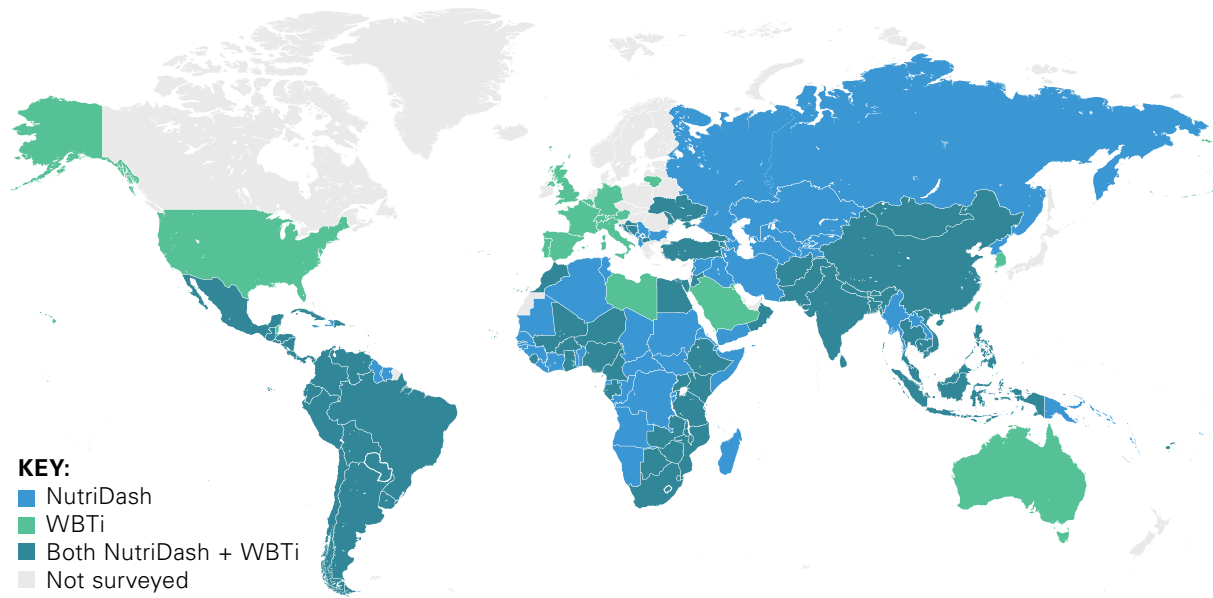 KEY:
NutriDash
WBTi
Both NutriDash + WBTi
Not surveyed